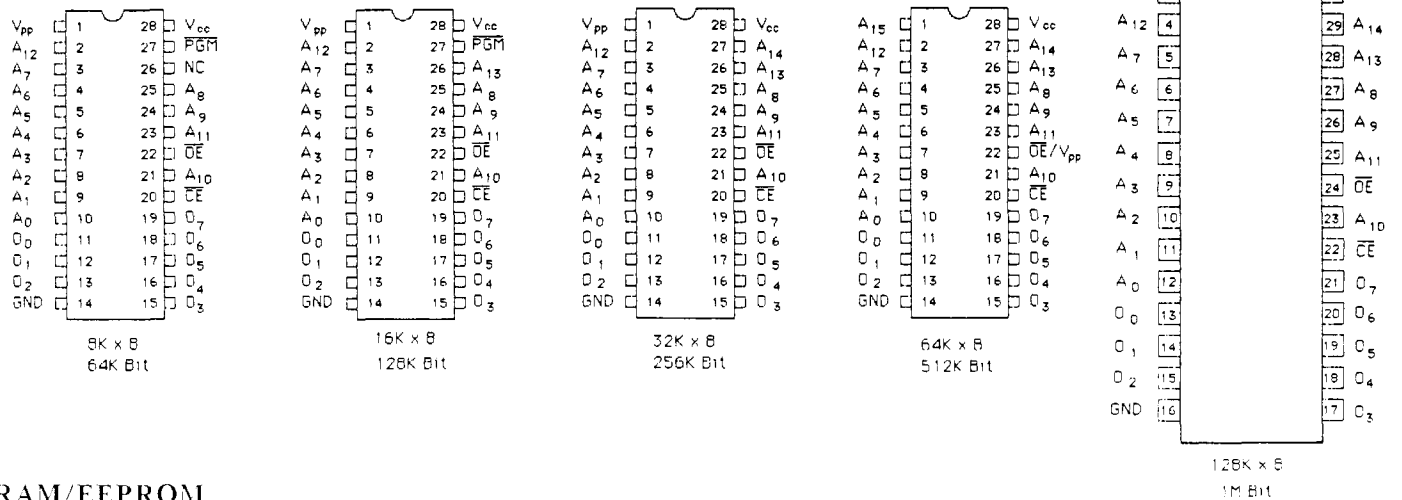 Vpp 1 28 Vcc
A12 2 27 PGM
A7 3 26 NC
A6 4 25 A8
A5 5 24 A9
A4 6 23 A11
A3 7 22 OE
A2 8 21 A10
A1 9 20 CE
A0 10 19 O7
O0 11 18 O6
O1 12 17 O5
O2 13 16 O4
GND 14 15 O3
8K x 8
64K Bit
Vpp 1 28 Vcc
A12 2 27 PGM
A7 3 26 A13
A6 4 25 A8
A5 5 24 A9
A4 6 23 A11
A3 7 22 OE
A2 8 21 A10
A1 9 20 CE
A0 10 19 O7
O0 11 18 O6
O1 12 17 O5
O2 13 16 O4
GND 14 15 O3
16K x 8
128K Bit
Vpp 1 28 Vcc
A12 2 27 A14
A7 3 26 A13
A6 4 25 A8
A5 5 24 A9
A4 6 23 A11
A3 7 22 OE
A2 8 21 A10
A1 9 20 CE
A0 10 19 O7
O0 11 18 O6
O1 12 17 O5
O2 13 16 O4
GND 14 15 O3
32K x 8
256K Bit
A15 1 28 Vcc
A12 2 27 A14
A7 3 26 A13
A6 4 25 A8
A5 5 24 A9
A4 6 23 A11
A3 7 22 OE/Vpp
A2 8 21 A10
A1 9 20 CE
A0 10 19 O7
O0 11 18 O6
O1 12 17 O5
O2 13 16 O4
GND 14 15 O3
64K x 8
512K Bit
A12 4 29 A14
A7 5 28 A13
A6 6 27 A8
A5 7 26 A9
A4 8 25 A11
A3 9 24 OE
A2 10 23 A10
A1 11 22 CE
A0 12 21 O7
O0 13 20 O6
O1 14 19 O5
O2 15 18 O4
GND 16 17 O3
128K x 8
1M Bit
RAM/EEPROM